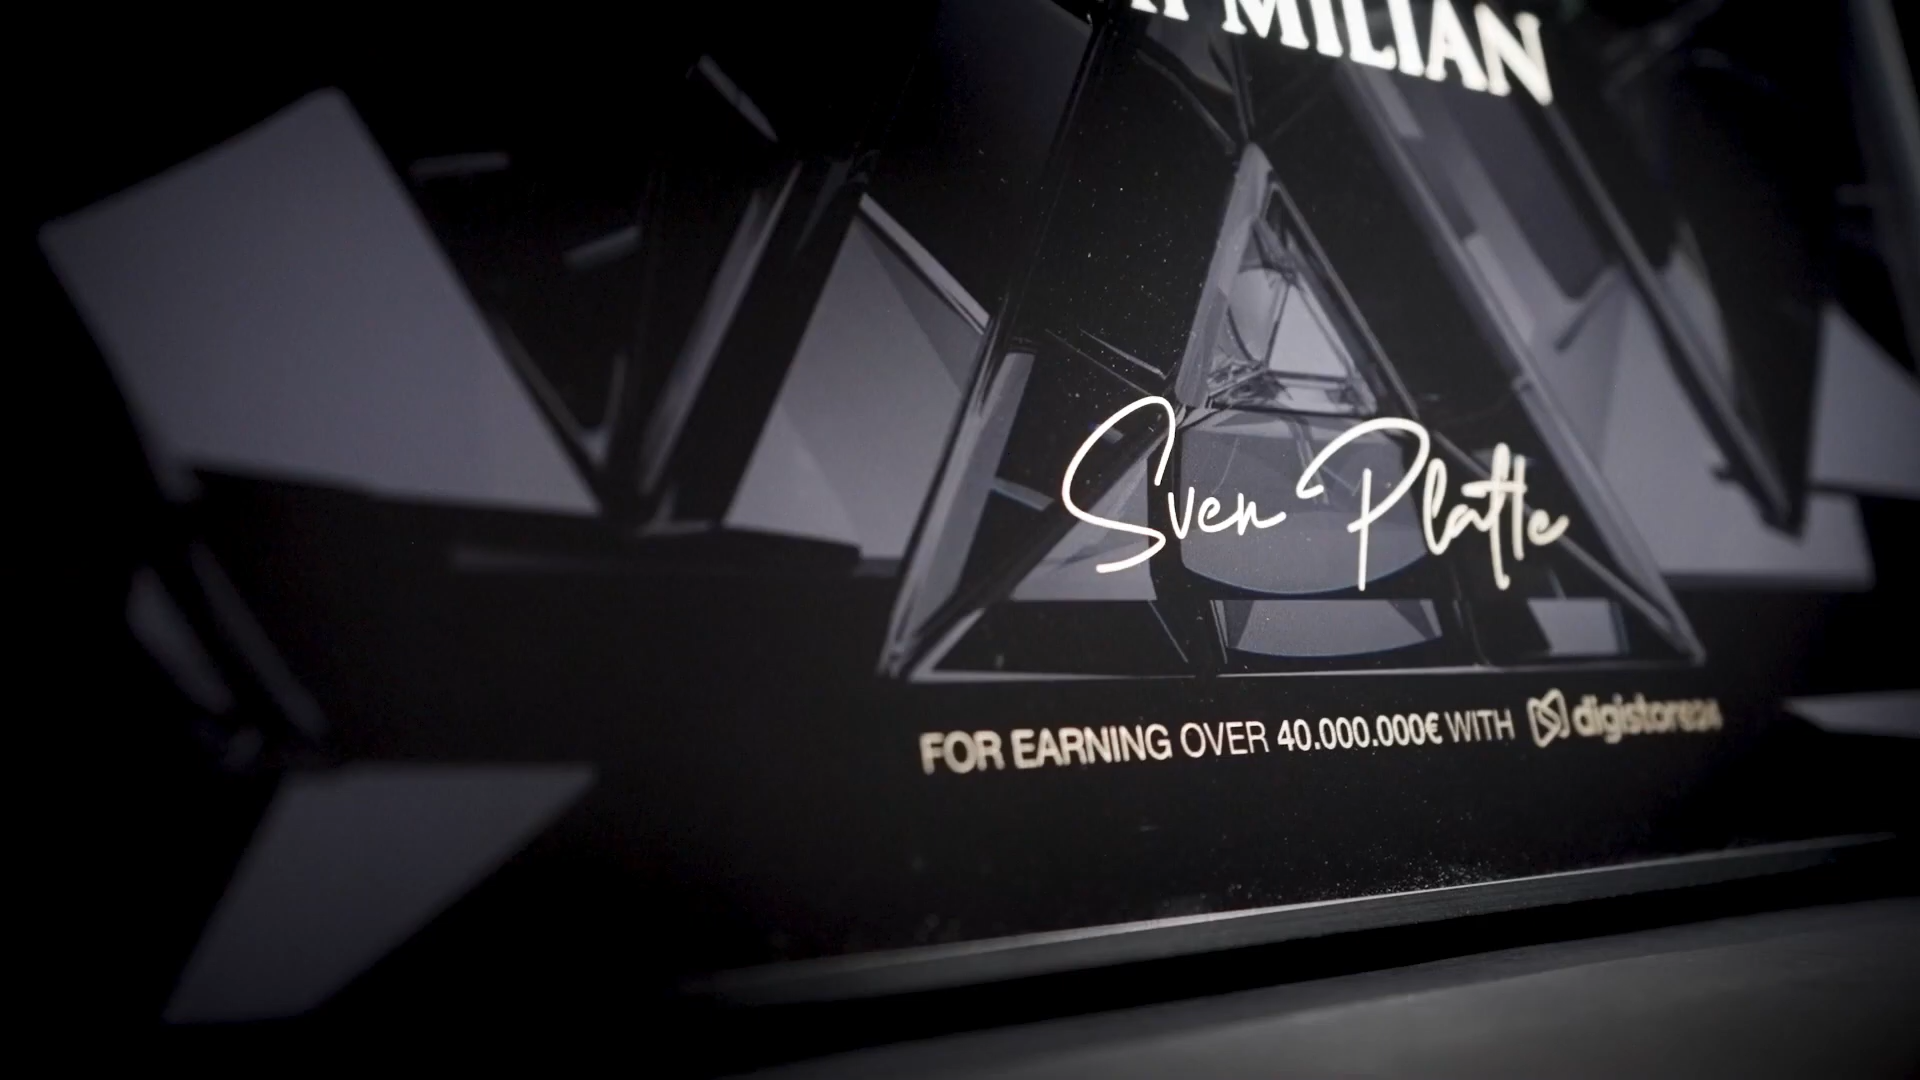 MILIAN
Sven Platte
FOR EARNING OVER 40.000.000€ WITH digistore24